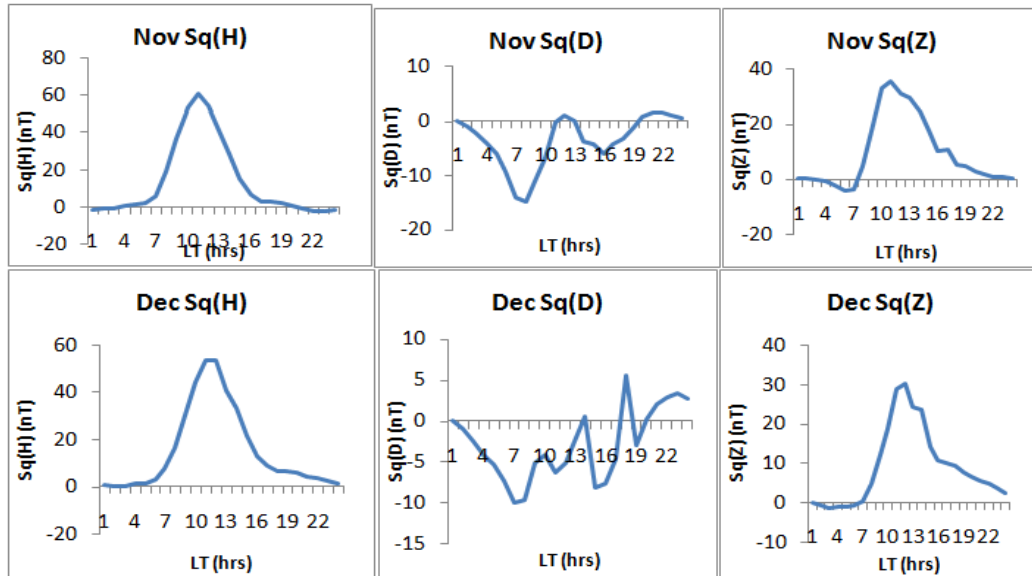 Nov Sq(H)
80
60
40
20
0
-20
Sq(H) (nT)
1 4 7 10 13 16 19 22
LT (hrs)
Nov Sq(D)
10
0
-10
-20
Sq(D) (nT)
1 4 7 10 13 16 19 22
LT (hrs)
Nov Sq(Z)
40
20
0
-20
Sq(Z) (nT)
1 4 7 10 13 16 19 22
LT (hrs)
Dec Sq(H)
60
40
20
0
-20
Sq(H) (nT)
1 4 7 10 13 16 19 22
LT (hrs)
Dec Sq(D)
10
5
0
-5
-10
-15
Sq(D) (nT)
1 4 7 10 13 16 19 22
LT (hrs)
Dec Sq(Z)
40
30
20
10
0
-10
Sq(Z) (nT)
1 4 7 10 13 16 19 22
LT (hrs)